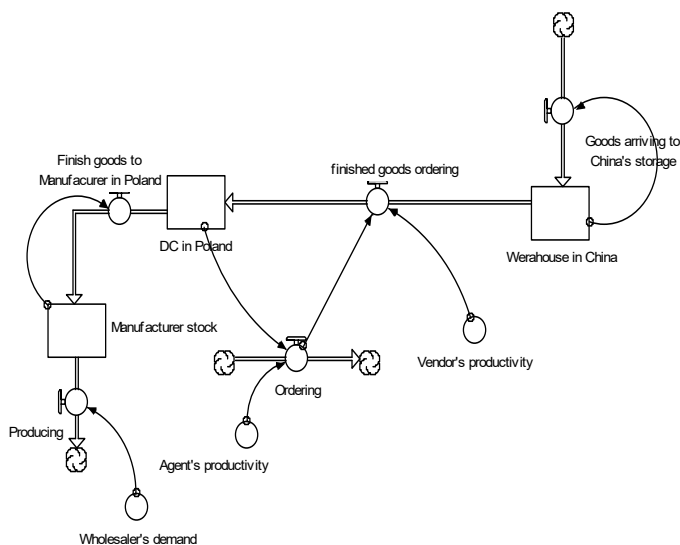 Goods arriving to
China's storage
Finish goods to
Manufacurer in Poland
finished goods ordering
DC in Poland
Werahouse in China
Manufacturer stock
Vendor's productivity
Ordering
Producing
Agent's productivity
Wholesaler's demand